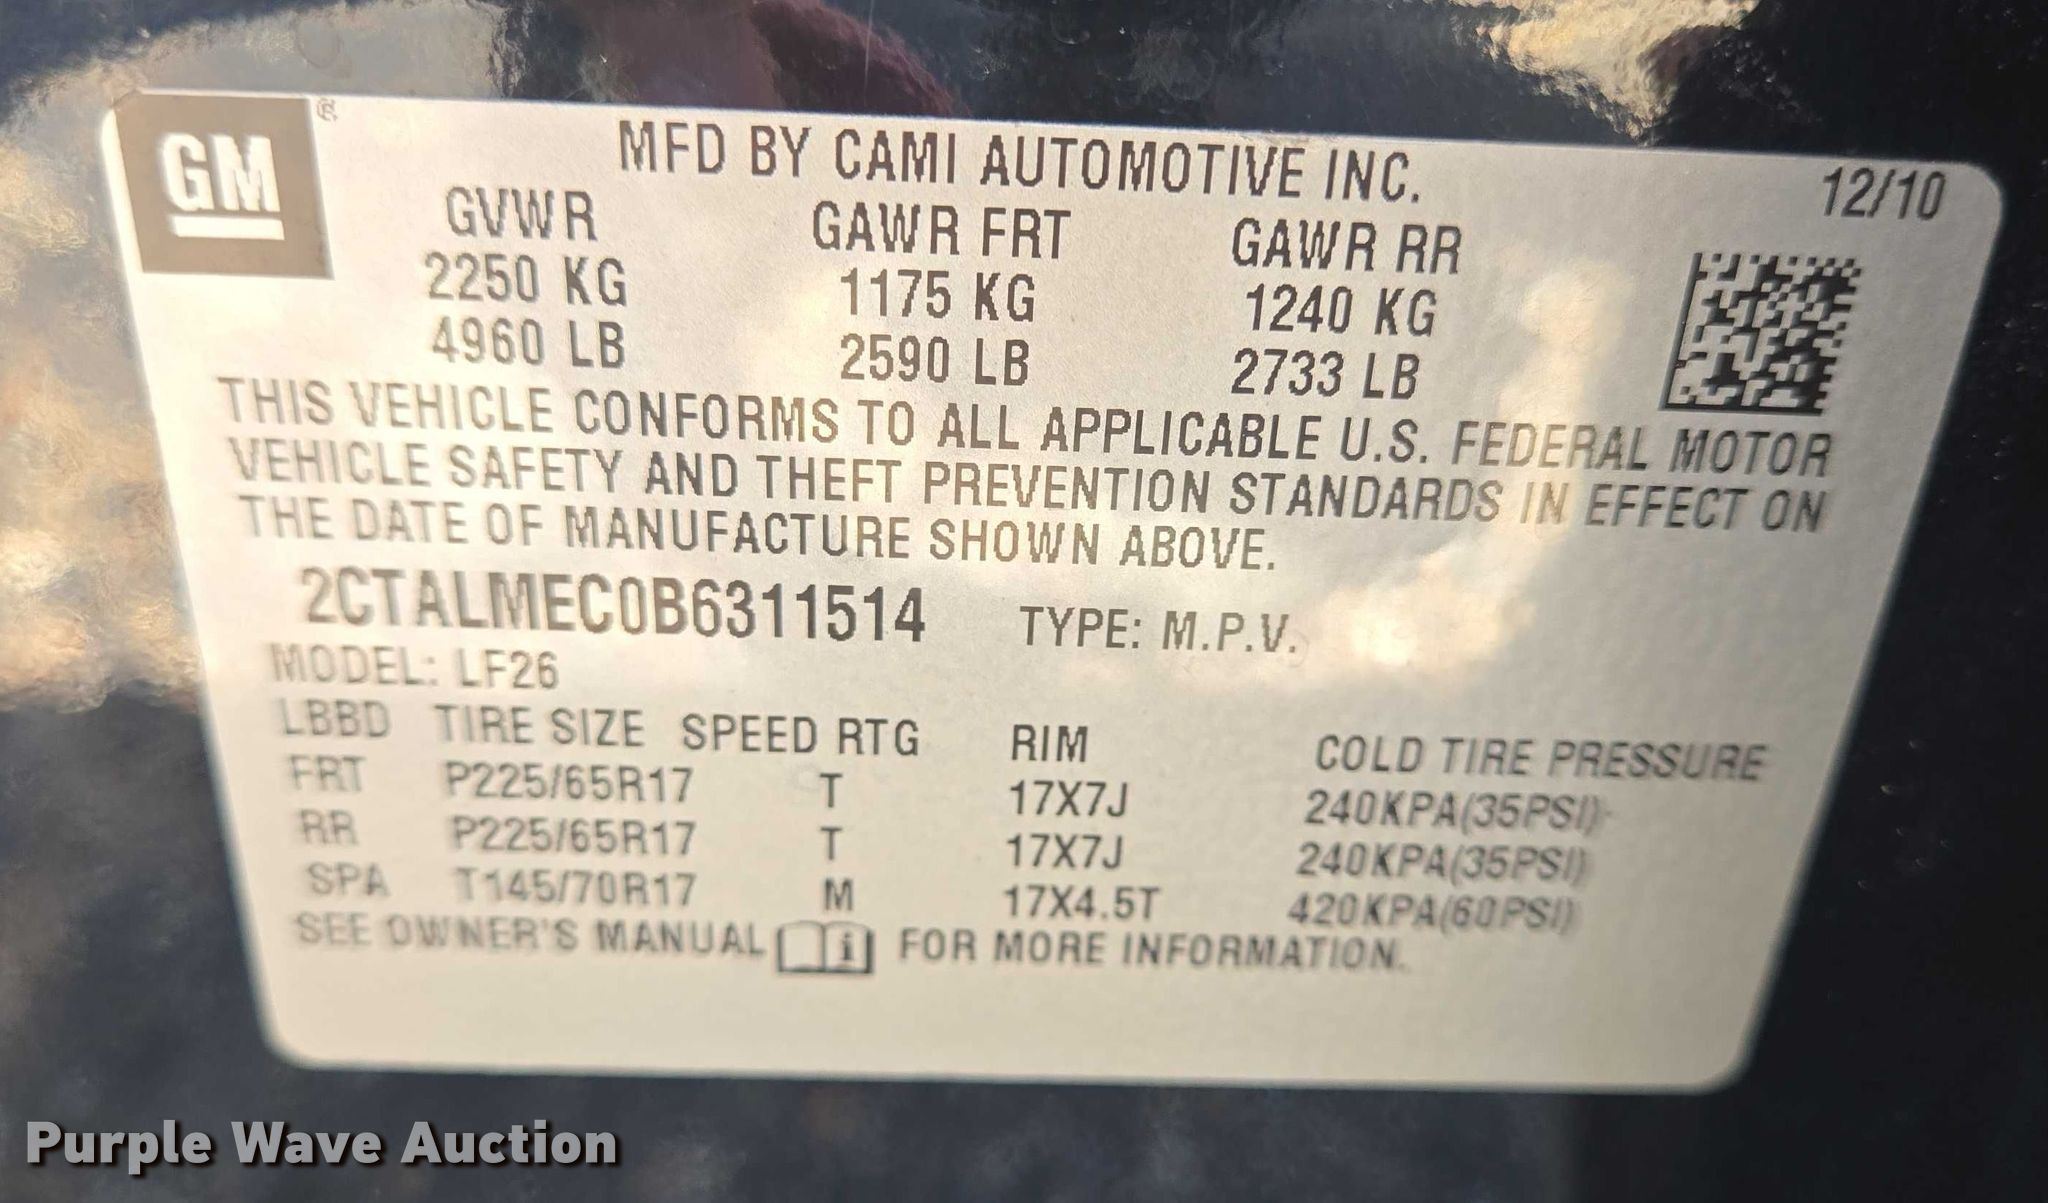 GM ®
MFD BY CAMI AUTOMOTIVE INC. 12/10
GVWR GAWR FRT GAWR RR
2250 KG 1175 KG 1240 KG
4960 LB 2590 LB 2733 LB
THIS VEHICLE CONFORMS TO ALL APPLICABLE U.S. FEDERAL MOTOR
VEHICLE SAFETY AND THEFT PREVENTION STANDARDS IN EFFECT ON
THE DATE OF MANUFACTURE SHOWN ABOVE.
2CTALMEC0B6311514 TYPE: M.P.V.
MODEL: LF26
LBBD TIRE SIZE SPEED RTG RIM COLD TIRE PRESSURE
FRT P225/65R17 T 17X7J 240KPA(35PSI)
RR P225/65R17 T 17X7J 240KPA(35PSI)
SPA T145/70R17 M 17X4.5T 420KPA(60PSI)
SEE OWNER'S MANUAL i FOR MORE INFORMATION.
Purple Wave Auction